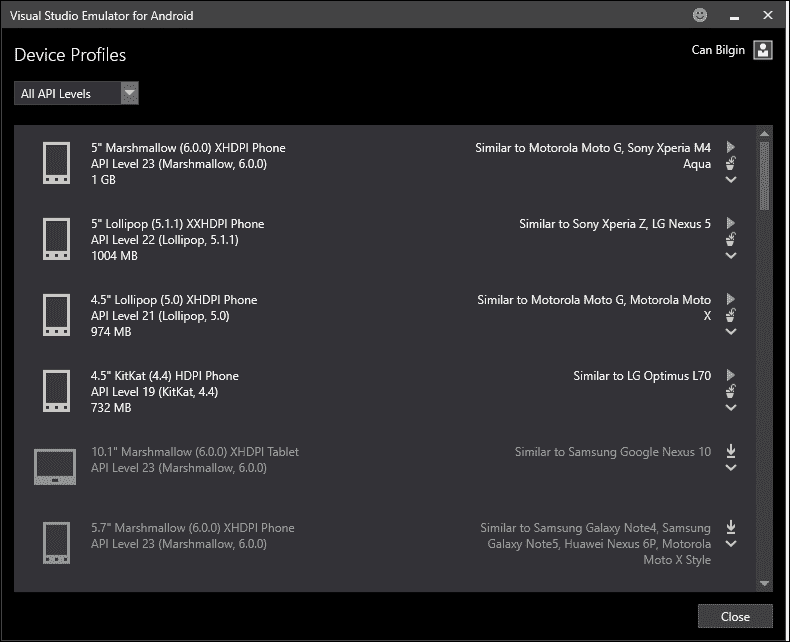 Visual Studio Emulator for Android
Device Profiles
Can Bilgin
All API Levels
5" Marshmallow (6.0.0) XHDPI Phone
API Level 23 (Marshmallow, 6.0.0)
1 GB
Similar to Motorola Moto G, Sony Xperia M4
Aqua
5" Lollipop (5.1.1) XXHDPI Phone
API Level 22 (Lollipop, 5.1.1)
1004 MB
Similar to Sony Xperia Z, LG Nexus 5
4.5" Lollipop (5.0) XHDPI Phone
API Level 21 (Lollipop, 5.0)
974 MB
Similar to Motorola Moto G, Motorola Moto
X
4.5" KitKat (4.4) HDPI Phone
API Level 19 (KitKat, 4.4)
732 MB
Similar to LG Optimus L70
10.1" Marshmallow (6.0.0) XHDPI Tablet
API Level 23 (Marshmallow, 6.0.0)
Similar to Samsung Google Nexus 10
5.7" Marshmallow (6.0.0) XHDPI Phone
API Level 23 (Marshmallow, 6.0.0)
Similar to Samsung Galaxy Note4, Samsung
Galaxy Note5, Huawei Nexus 6P, Motorola
Moto X Style
Close